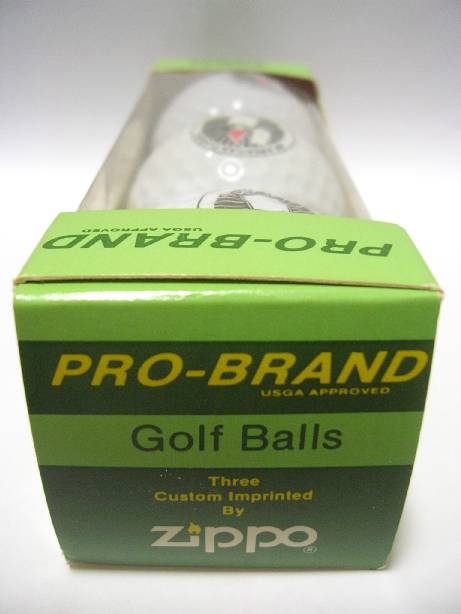 PRO-BRAND
USGA APPROVED
PRO-BRAND
USGA APPROVED
Golf Balls
Three
Custom Imprinted
By
Zippo®